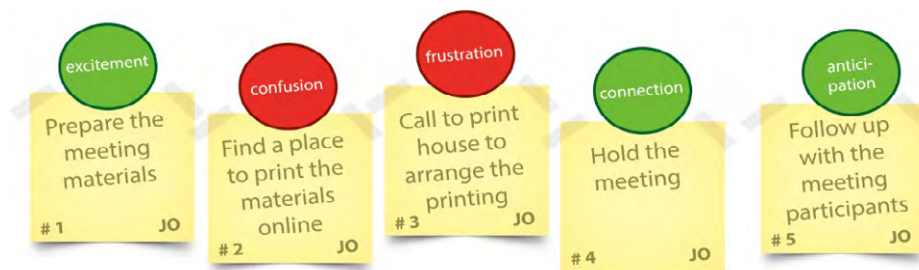 excitement
Prepare the
meeting
materials
# 1 JO
confusion
Find a place
to print the
materials
online
# 2 JO
frustration
Call to print
house to
arrange the
printing
# 3 JO
connection
Hold the
meeting
# 4 JO
antici-
pation
Follow up
with the
meeting
participants
# 5 JO